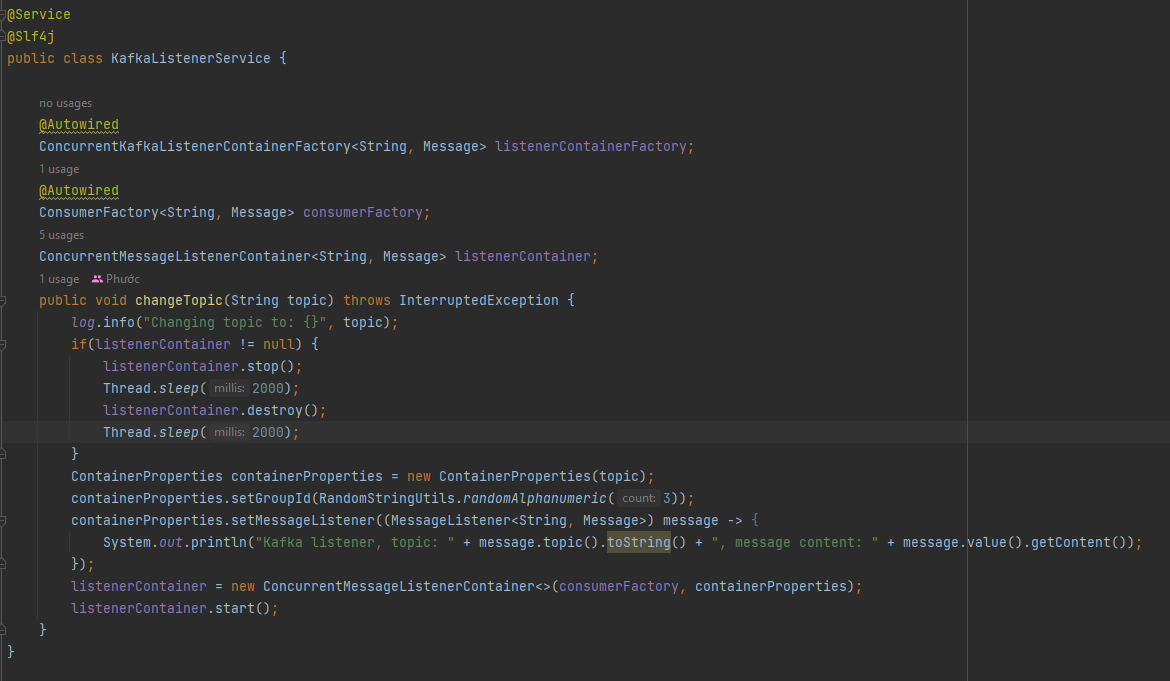 @Service
@Slf4j
public class KafkaListenerService {
no usages
@Autowired
ConcurrentKafkaListenerContainerFactory<String, Message> listenerContainerFactory;
1 usage
@Autowired
ConsumerFactory<String, Message> consumerFactory;
5 usages
ConcurrentMessageListenerContainer<String, Message> listenerContainer;
1 usage Phước
public void changeTopic(String topic) throws InterruptedException {
log.info("Changing topic to: {}", topic);
if(listenerContainer != null) {
listenerContainer.stop();
Thread.sleep( millis: 2000);
listenerContainer.destroy();
Thread.sleep( millis: 2000);
}
ContainerProperties containerProperties = new ContainerProperties(topic);
containerProperties.setGroupId(RandomStringUtils.randomAlphanumeric( count: 3));
containerProperties.setMessageListener((MessageListener<String, Message>) message -> {
System.out.println("Kafka listener, topic: " + message.topic().toString() + ", message content: " + message.value().getContent());
});
listenerContainer = new ConcurrentMessageListenerContainer<>(consumerFactory, containerProperties);
listenerContainer.start();
}
}